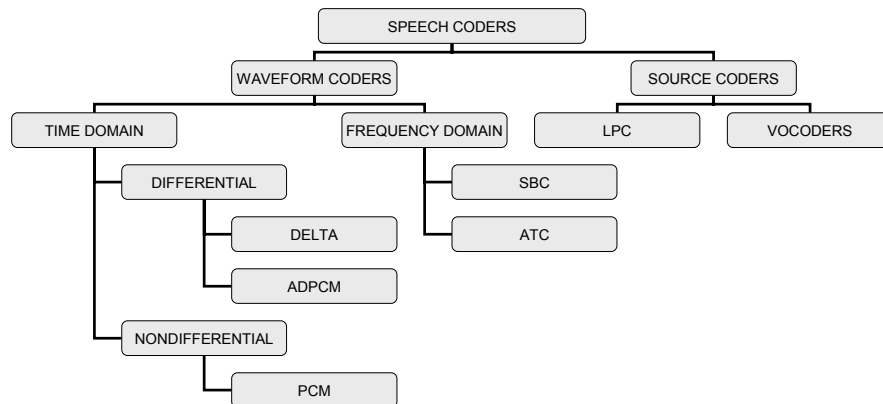 SPEECH CODERS
WAVEFORM CODERS
SOURCE CODERS
TIME DOMAIN
FREQUENCY DOMAIN
LPC
VOCODERS
DIFFERENTIAL
SBC
DELTA
ATC
ADPCM
NONDIFFERENTIAL
PCM